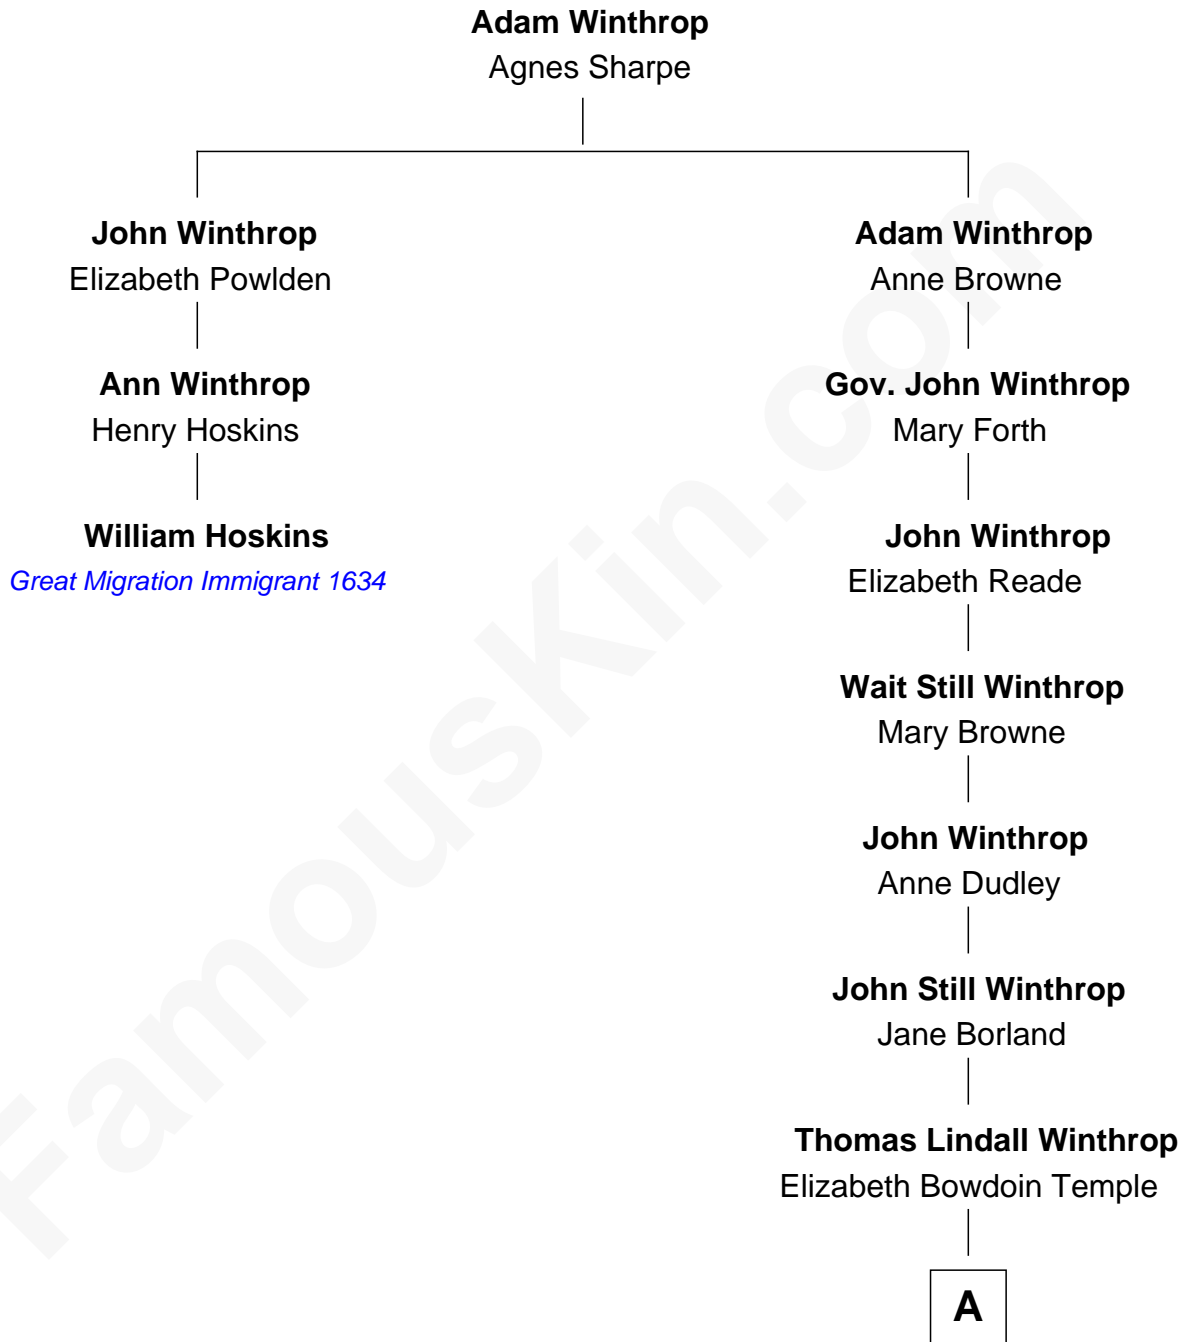 Adam Winthrop
Agnes Sharpe
John Winthrop
Elizabeth Powlden
Adam Winthrop
Anne Browne
Ann Winthrop
Henry Hoskins
Gov. John Winthrop
Mary Forth
William Hoskins
Great Migration Immigrant 1634
John Winthrop
Elizabeth Reade
Wait Still Winthrop
Mary Browne
John Winthrop
Anne Dudley
John Still Winthrop
Jane Borland
Thomas Lindall Winthrop
Elizabeth Bowdoin Temple
A
FamousKin.com